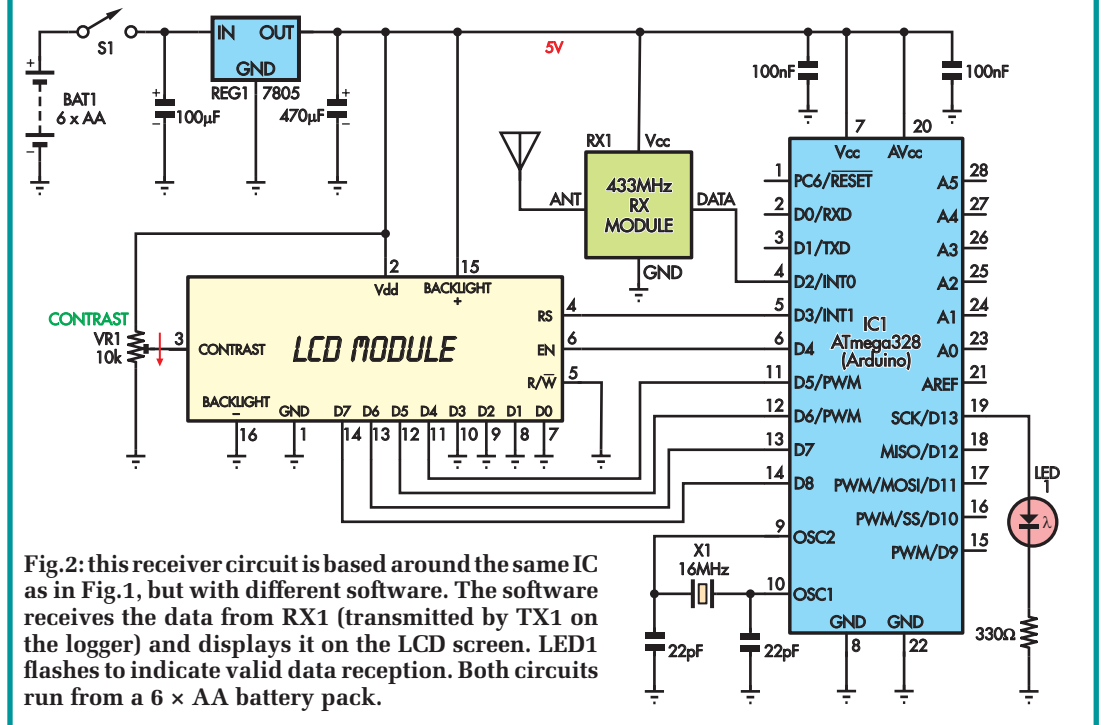 S1
IN OUT
GND
REG1 7805
+
BAT1
6 x AA
–
+
100µF
–
+
470µF
–
5V
100nF
100nF
RX1
Vcc
433MHz
RX
MODULE
ANT
DATA
GND
7
20
Vcc
AVcc
1
PC6/RESET
2
D0/RXD
3
D1/TXD
4
D2/INT0
5
D3/INT1
6
D4
11
D5/PWM
12
D6/PWM
13
D7
14
D8
9
OSC2
10
OSC1
IC1
ATmega328
(Arduino)
28
A5
27
A4
26
A3
25
A2
24
A1
23
A0
21
AREF
19
SCK/D13
18
MISO/D12
17
PWM/MOSI/D11
16
PWM/SS/D10
15
PWM/D9
GND
GND
8
22
LED
1
λ
330Ω
2
15
Vdd
BACKLIGHT
+
CONTRAST
VR1
10k
3
CONTRAST
LCD MODULE
RS
4
EN
6
R/W
5
BACKLIGHT
–
GND
D7 D6 D5 D4 D3 D2 D1 D0
16
1
14 13 12 11 10 9 8 7
X1
16MHz
22pF
22pF
Fig.2: this receiver circuit is based around the same IC
as in Fig.1, but with different software. The software
receives the data from RX1 (transmitted by TX1 on
the logger) and displays it on the LCD screen. LED1
flashes to indicate valid data reception. Both circuits
run from a 6 × AA battery pack.